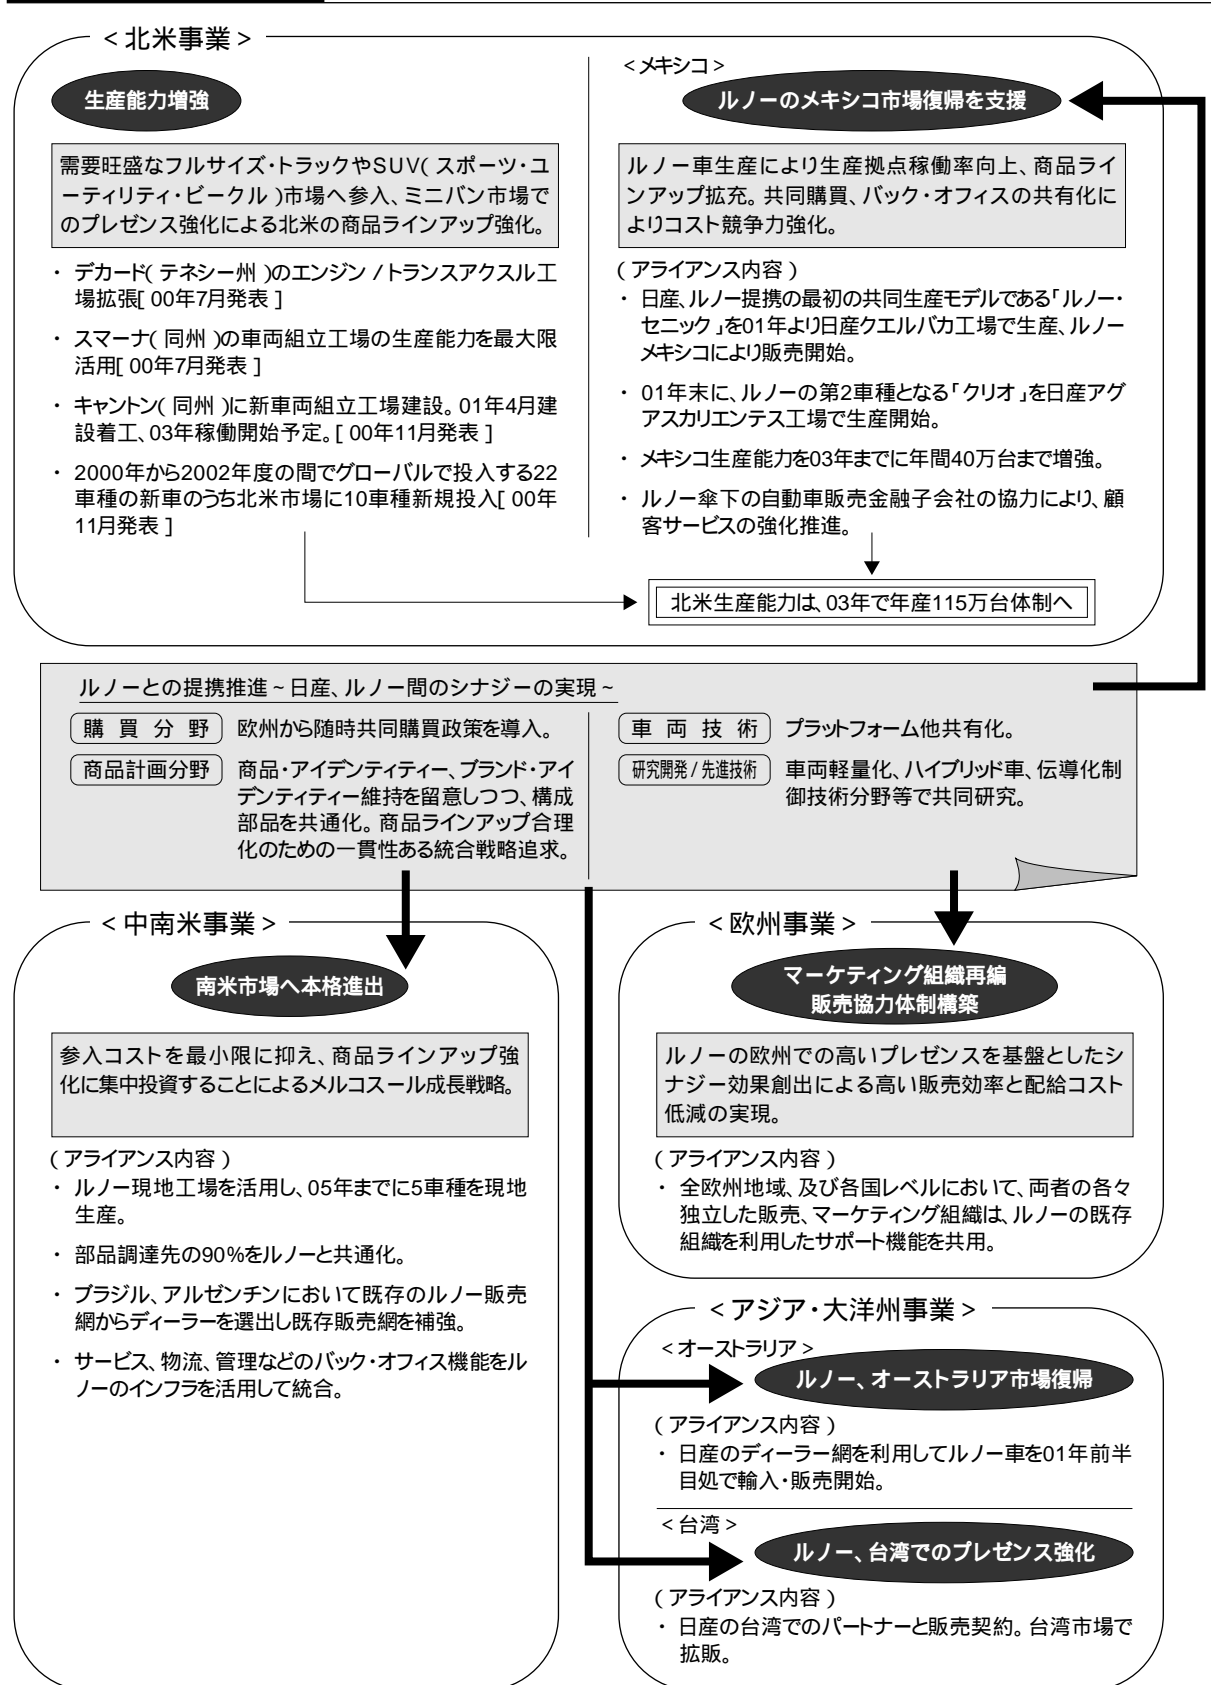 ＜北米事業＞
生産能力増強
需要旺盛なフルサイズ・トラックやSUV（スポーツ・ユ
ーティリティ・ビークル）市場へ参入、ミニバン市場で
のプレゼンス強化による北米の商品ラインアップ強化。
・ デカード（テネシー州）のエンジン/トランスアクスル工
場拡張［00年7月発表］
・ スマーナ（同州）の車両組立工場の生産能力を最大限
活用［00年7月発表］
・ キャントン（同州）に新車両組立工場建設。01年4月建
設着工、03年稼働開始予定。［00年11月発表］
・ 2000年から2002年度の間でグローバルで投入する22
車種の新車のうち北米市場に10車種新規投入［00年
11月発表］
＜メキシコ＞
ルノーのメキシコ市場復帰を支援
ルノー車生産により生産拠点稼働率向上、商品ライ
ンアップ拡充。共同購買、バック・オフィスの共有化に
よりコスト競争力強化。
（アライアンス内容）
・ 日産、ルノー提携の最初の共同生産モデルである「ルノー・
セニック」を01年より日産クエルバカ工場で生産、ルノー
メキシコにより販売開始。
・ 01年末に、ルノーの第2車種となる「クリオ」を日産アグ
アスカリエンテス工場で生産開始。
・ メキシコ生産能力を03年までに年間40万台まで増強。
・ ルノー傘下の自動車販売金融子会社の協力により、顧
客サービスの強化推進。
北米生産能力は、03年で年産115万台体制へ
ルノーとの提携推進～日産、ルノー間のシナジーの実現～
購買分野 欧州から随時共同購買政策を導入。
商品計画分野 商品・アイデンティティー、ブランド・アイ
デンティティー維持を留意しつつ、構成
部品を共通化。商品ラインアップ合理
化のための一貫性ある統合戦略追求。
車両技術 プラットフォーム他共有化。
研究開発/先進技術 車両軽量化、ハイブリッド車、伝導化制
御技術分野等で共同研究。
＜中南米事業＞
南米市場へ本格進出
参入コストを最小限に抑え、商品ラインアップ強
化に集中投資することによるメルコスール成長戦略。
（アライアンス内容）
・ ルノー現地工場を活用し、05年までに5車種を現地
生産。
・ 部品調達先の90％をルノーと共通化。
・ ブラジル、アルゼンチンにおいて既存のルノー販売
網からディーラーを選出し既存販売網を補強。
・ サービス、物流、管理などのバック・オフィス機能をル
ノーのインフラを活用して統合。
＜欧州事業＞
マーケティング組織再編
販売協力体制構築
ルノーの欧州での高いプレゼンスを基盤としたシ
ナジー効果創出による高い販売効率と配給コスト
低減の実現。
（アライアンス内容）
・ 全欧州地域、及び各国レベルにおいて、両者の各々
独立した販売、マーケティング組織は、ルノーの既存
組織を利用したサポート機能を共用。
＜アジア・大洋州事業＞
＜オーストラリア＞
ルノー、オーストラリア市場復帰
（アライアンス内容）
・ 日産のディーラー網を利用してルノー車を01年前半
目処で輸入・販売開始。
＜台湾＞
ルノー、台湾でのプレゼンス強化
（アライアンス内容）
・ 日産の台湾でのパートナーと販売契約。台湾市場で
拡販。